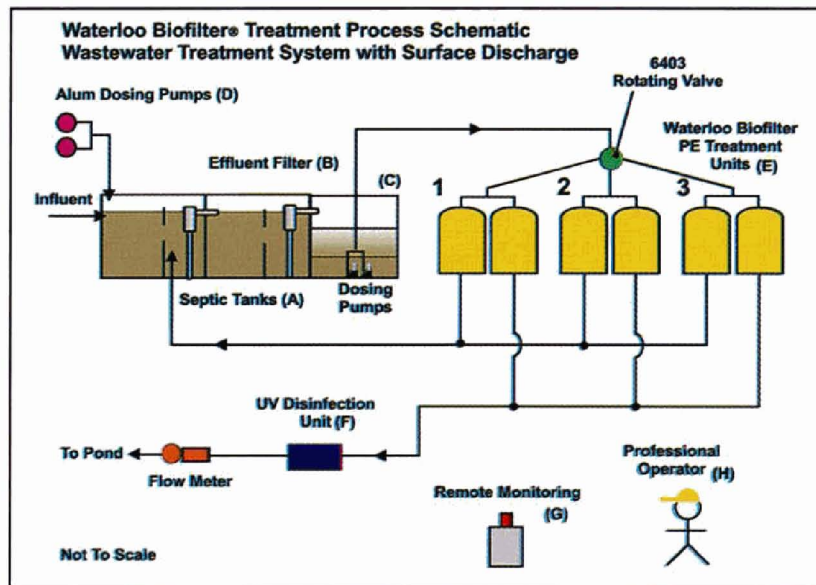 Waterloo Biofilter® Treatment Process Schematic
Wastewater Treatment System with Surface Discharge
6403
Rotating Valve
Alum Dosing Pumps (D)
Waterloo Biofilter
PE Treatment
Units (E)
Effluent Filter (B)
(C)
1
2
3
Influent
Septic Tanks (A)
Dosing
Pumps
UV Disinfection
Unit (F)
To Pond
Flow Meter
Professional
Operator (H)
Remote Monitoring
(G)
Not To Scale